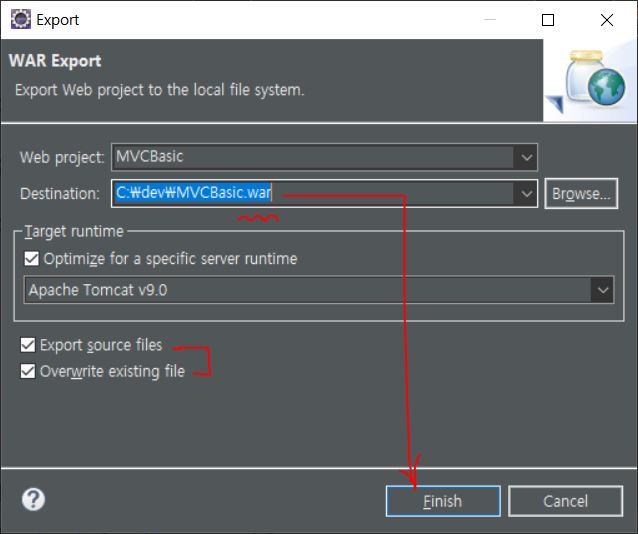 Export
WAR Export
Export Web project to the local file system.
Web project: MVCBasic
Destination: C:₩dev₩MVCBasic.war Browse...
Target runtime
Optimize for a specific server runtime
Apache Tomcat v9.0
Export source files
Overwrite existing file
? Finish Cancel